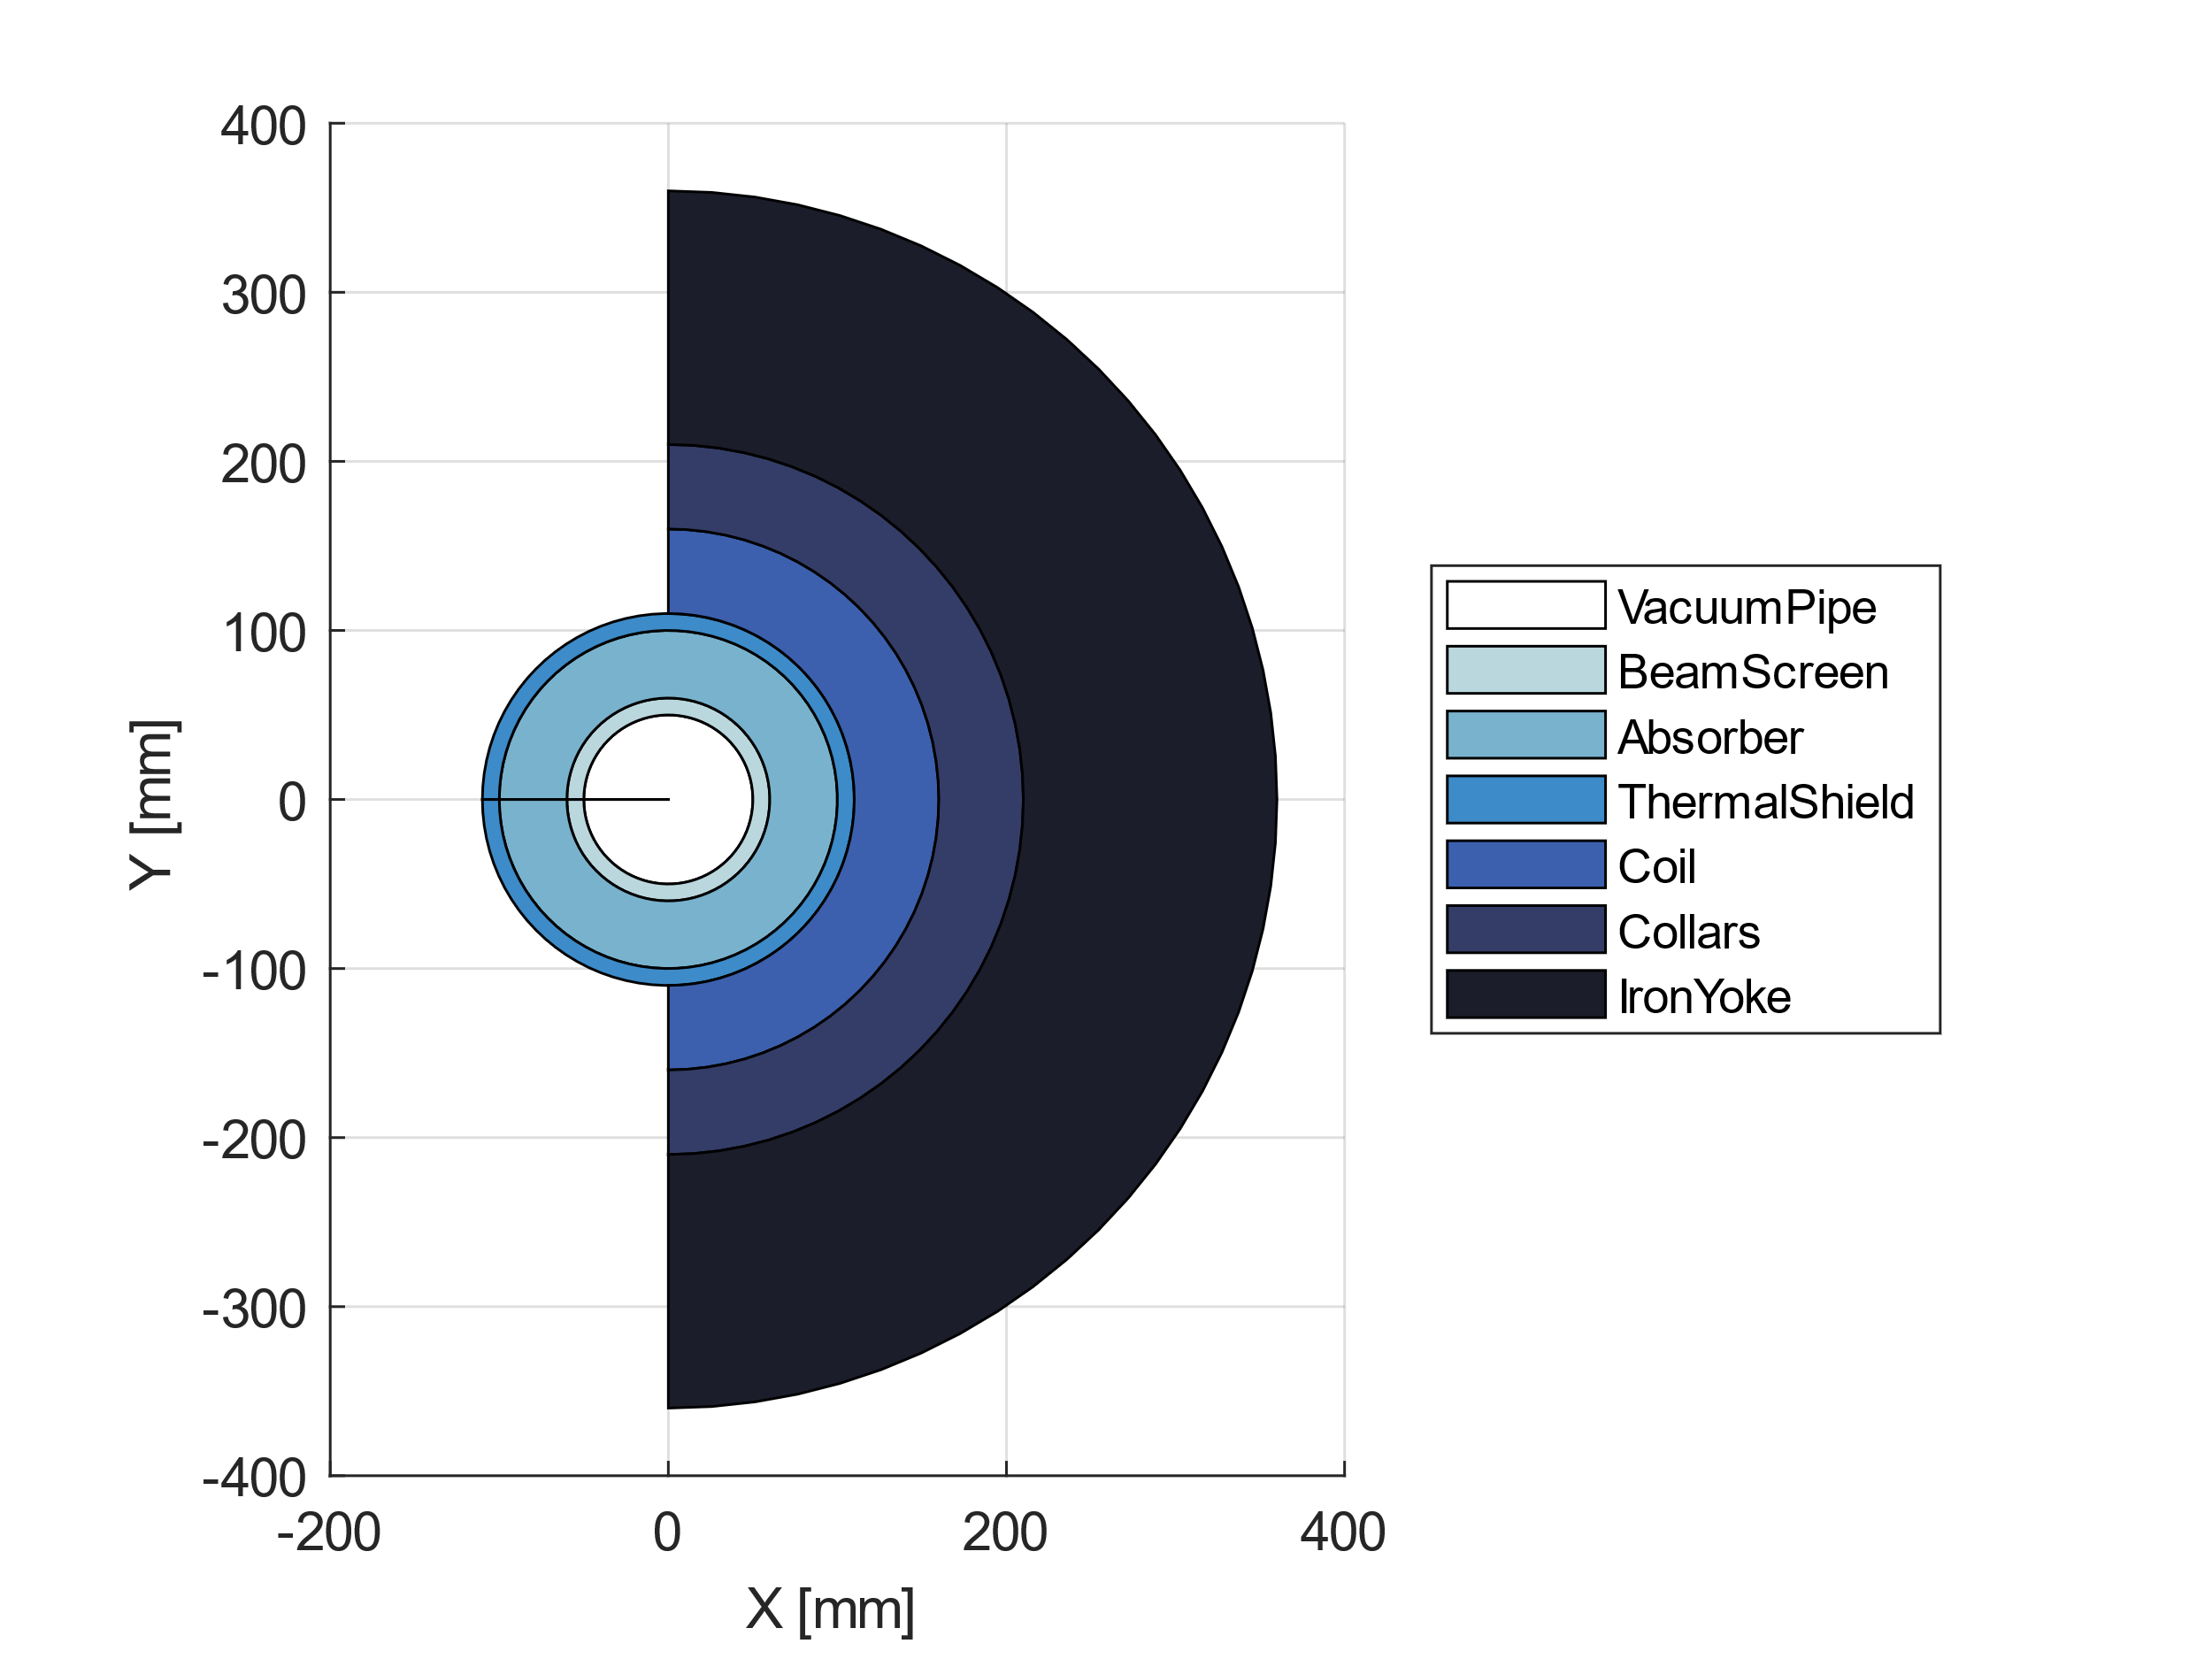 400
300
200
100
0
-100
-200
-300
-400
Y [mm]
-200 0 200 400
X [mm]
VacuumPipe
BeamScreen
Absorber
ThermalShield
Coil
Collars
IronYoke